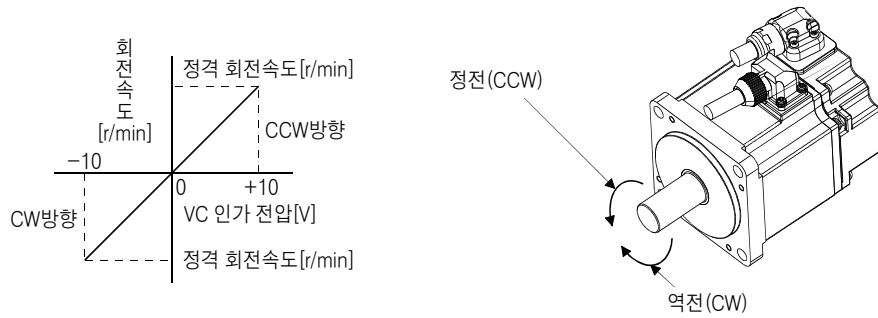 회전속도
[r/min]
정격 회전속도[r/min]
CCW방향
−10
0
+10
CW방향
VC 인가 전압[V]
정격 회전속도[r/min]
정전(CCW)
역전(CW)